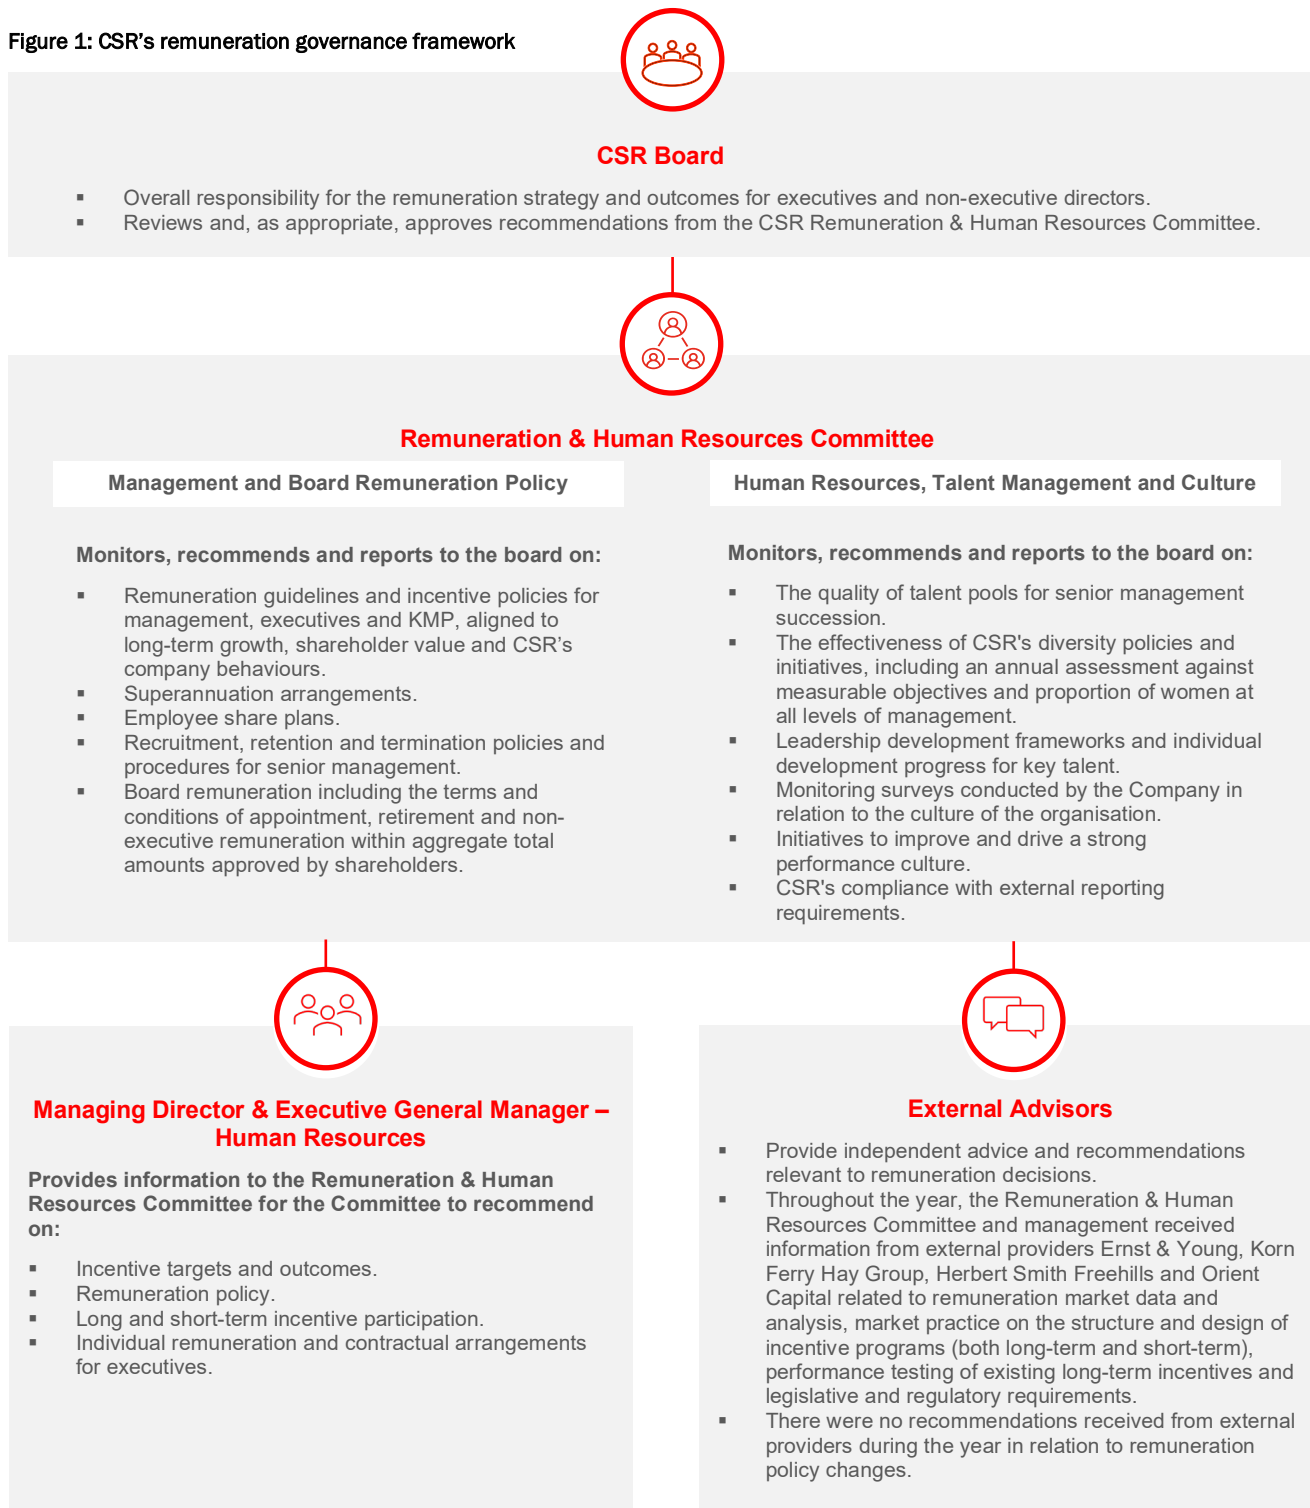 Figure 1: CSR’s remuneration governance framework
CSR Board
▪ Overall responsibility for the remuneration strategy and outcomes for executives and non-executive directors.
▪ Reviews and, as appropriate, approves recommendations from the CSR Remuneration & Human Resources Committee.
Remuneration & Human Resources Committee
Management and Board Remuneration Policy
Monitors, recommends and reports to the board on:
▪ Remuneration guidelines and incentive policies for
management, executives and KMP, aligned to
long-term growth, shareholder value and CSR’s
company behaviours.
▪ Superannuation arrangements.
▪ Employee share plans.
▪ Recruitment, retention and termination policies and
procedures for senior management.
▪ Board remuneration including the terms and
conditions of appointment, retirement and non-
executive remuneration within aggregate total
amounts approved by shareholders.
Human Resources, Talent Management and Culture
Monitors, recommends and reports to the board on:
▪ The quality of talent pools for senior management
succession.
▪ The effectiveness of CSR's diversity policies and
initiatives, including an annual assessment against
measurable objectives and proportion of women at
all levels of management.
▪ Leadership development frameworks and individual
development progress for key talent.
▪ Monitoring surveys conducted by the Company in
relation to the culture of the organisation.
▪ Initiatives to improve and drive a strong
performance culture.
▪ CSR's compliance with external reporting
requirements.
Managing Director & Executive General Manager –
Human Resources
Provides information to the Remuneration & Human
Resources Committee for the Committee to recommend
on:
▪ Incentive targets and outcomes.
▪ Remuneration policy.
▪ Long and short-term incentive participation.
▪ Individual remuneration and contractual arrangements
for executives.
External Advisors
▪ Provide independent advice and recommendations
relevant to remuneration decisions.
▪ Throughout the year, the Remuneration & Human
Resources Committee and management received
information from external providers Ernst & Young, Korn
Ferry Hay Group, Herbert Smith Freehills and Orient
Capital related to remuneration market data and
analysis, market practice on the structure and design of
incentive programs (both long-term and short-term),
performance testing of existing long-term incentives and
legislative and regulatory requirements.
▪ There were no recommendations received from external
providers during the year in relation to remuneration
policy changes.